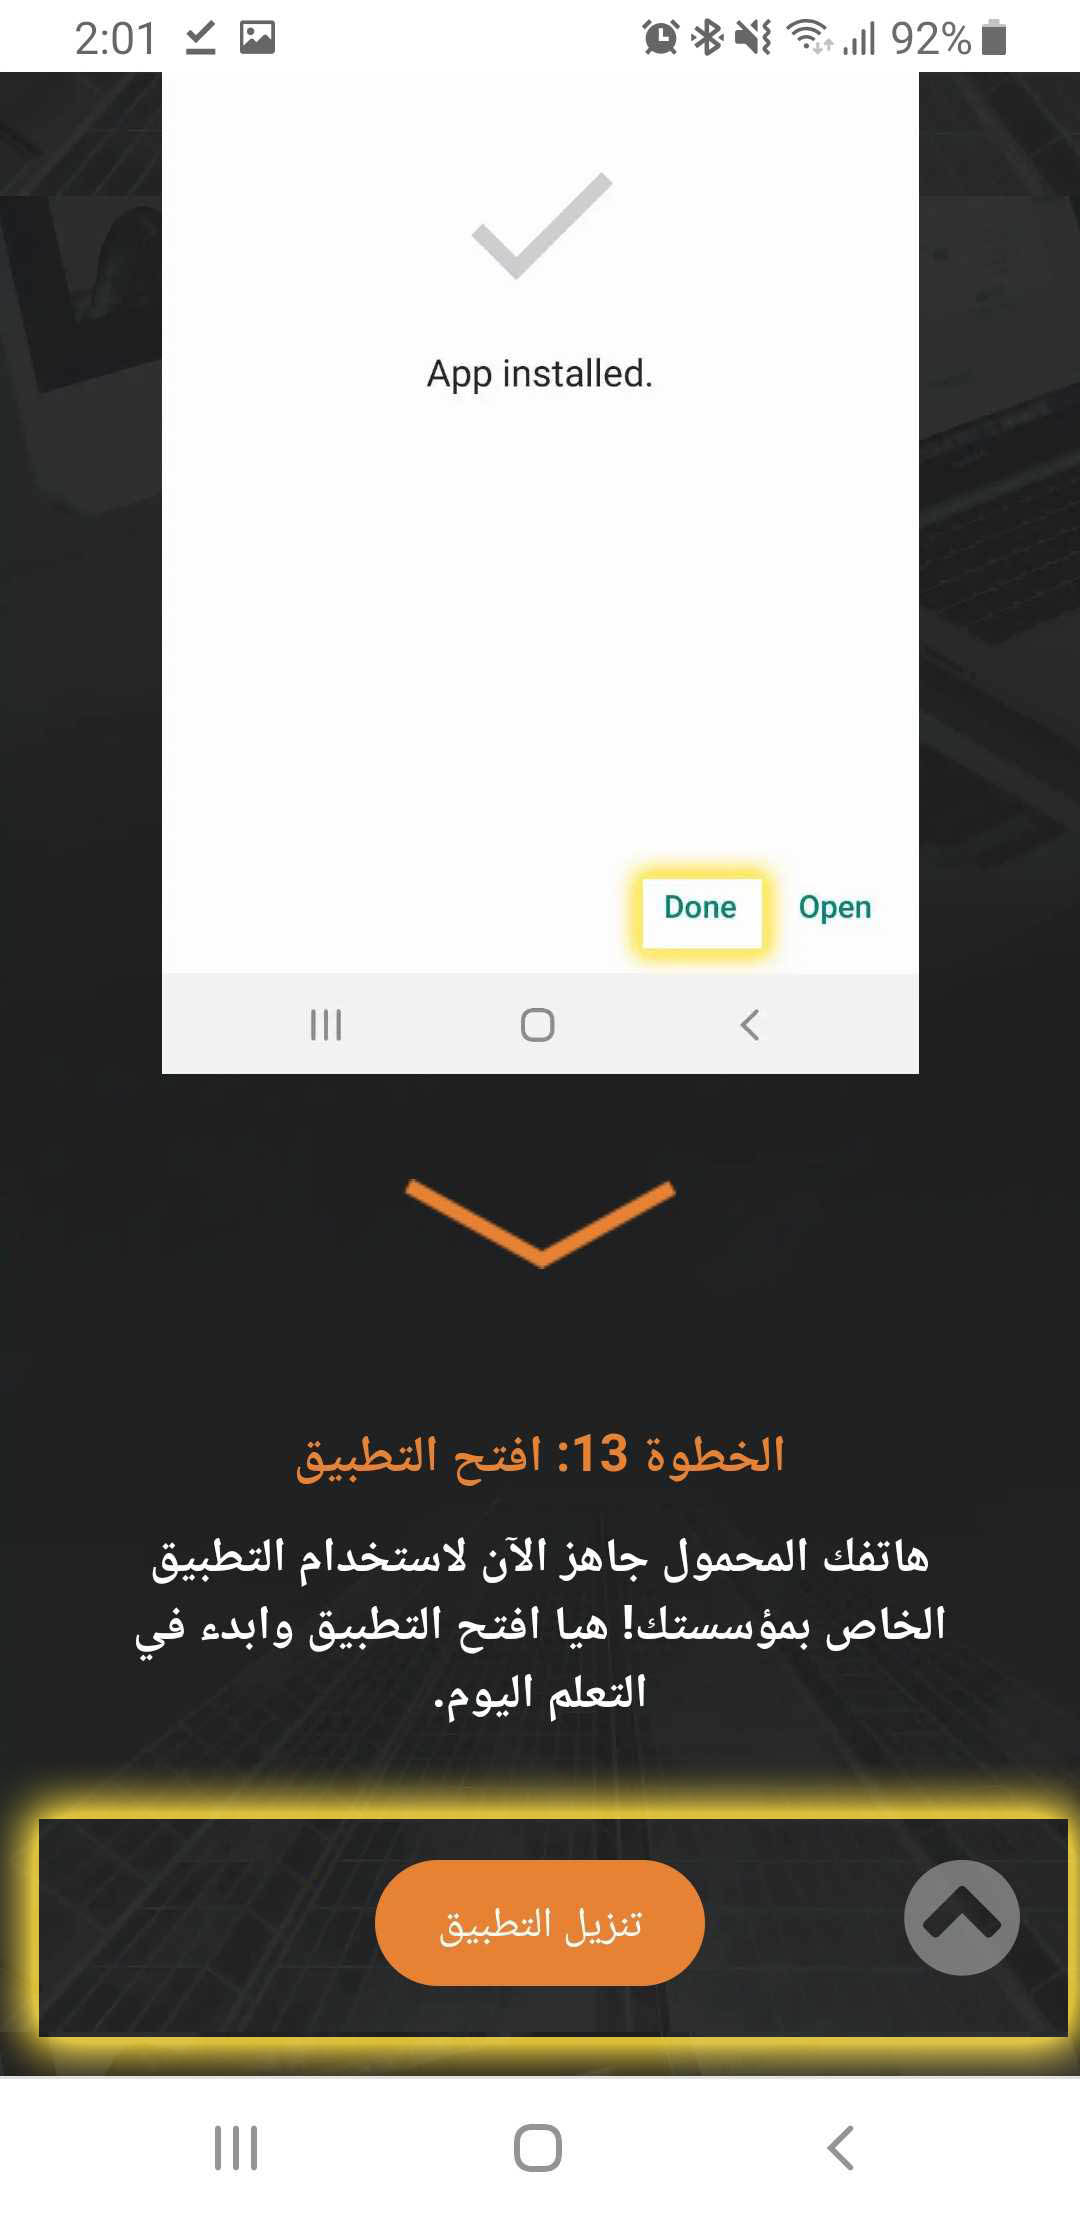 2:01 92%
App installed.
Done Open
الخطوة 13: افتح التطبيق
هاتفك المحمول جاهز الآن لاستخدام التطبيق
الخاص بمؤسستك! هيا افتح التطبيق وابدء في
التعلم اليوم.
تنزيل التطبيق